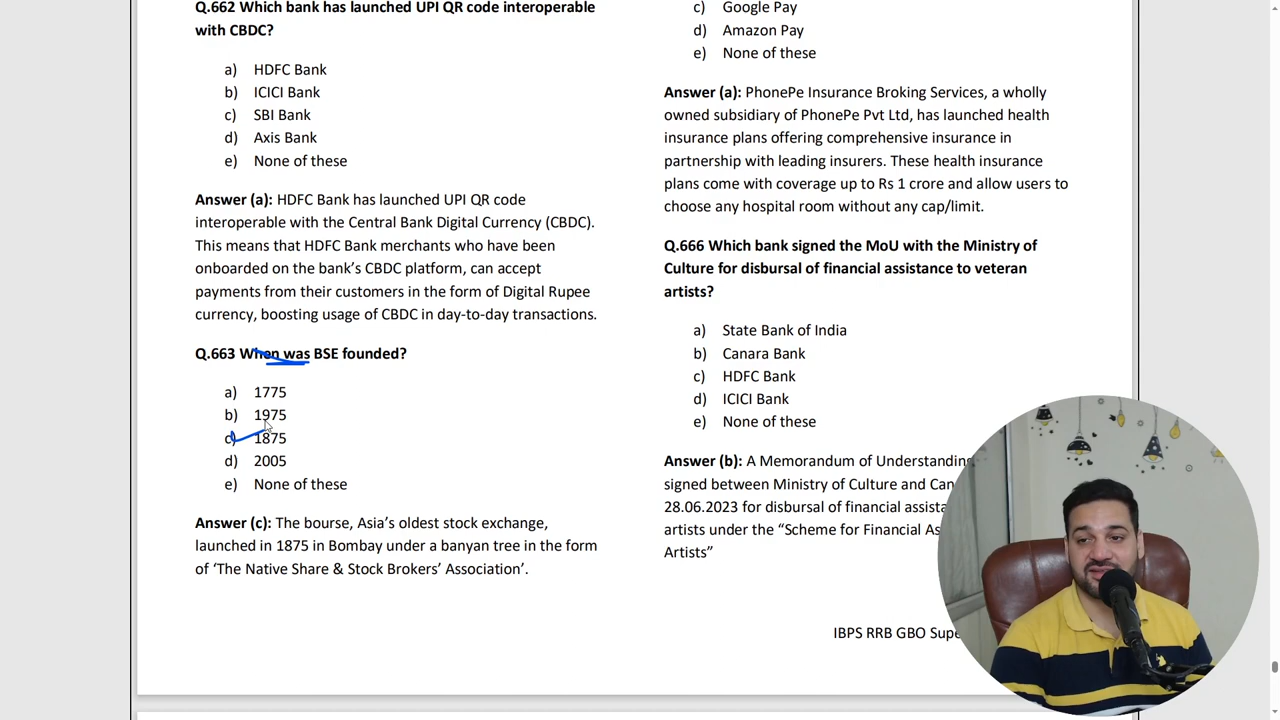 Q.662 Which bank has launched UPI QR code interoperable
with CBDC?
a) HDFC Bank
b) ICICI Bank
c) SBI Bank
d) Axis Bank
e) None of these
Answer (a): HDFC Bank has launched UPI QR code
interoperable with the Central Bank Digital Currency (CBDC).
This means that HDFC Bank merchants who have been
onboarded on the bank’s CBDC platform, can accept
payments from their customers in the form of Digital Rupee
currency, boosting usage of CBDC in day-to-day transactions.
Q.663 When was BSE founded?
a) 1775
b) 1975
c) 1875
d) 2005
e) None of these
Answer (c): The bourse, Asia’s oldest stock exchange,
launched in 1875 in Bombay under a banyan tree in the form
of ‘The Native Share & Stock Brokers’ Association’.
c) Google Pay
d) Amazon Pay
e) None of these
Answer (a): PhonePe Insurance Broking Services, a wholly
owned subsidiary of PhonePe Pvt Ltd, has launched health
insurance plans offering comprehensive insurance in
partnership with leading insurers. These health insurance
plans come with coverage up to Rs 1 crore and allow users to
choose any hospital room without any cap/limit.
Q.666 Which bank signed the MoU with the Ministry of
Culture for disbursal of financial assistance to veteran
artists?
a) State Bank of India
b) Canara Bank
c) HDFC Bank
d) ICICI Bank
e) None of these
Answer (b): A Memorandum of Understanding
signed between Ministry of Culture and
28.06.2023 for disbursal of financial
artists under the “Scheme for Financial
Artists”
IBPS RRB GBO